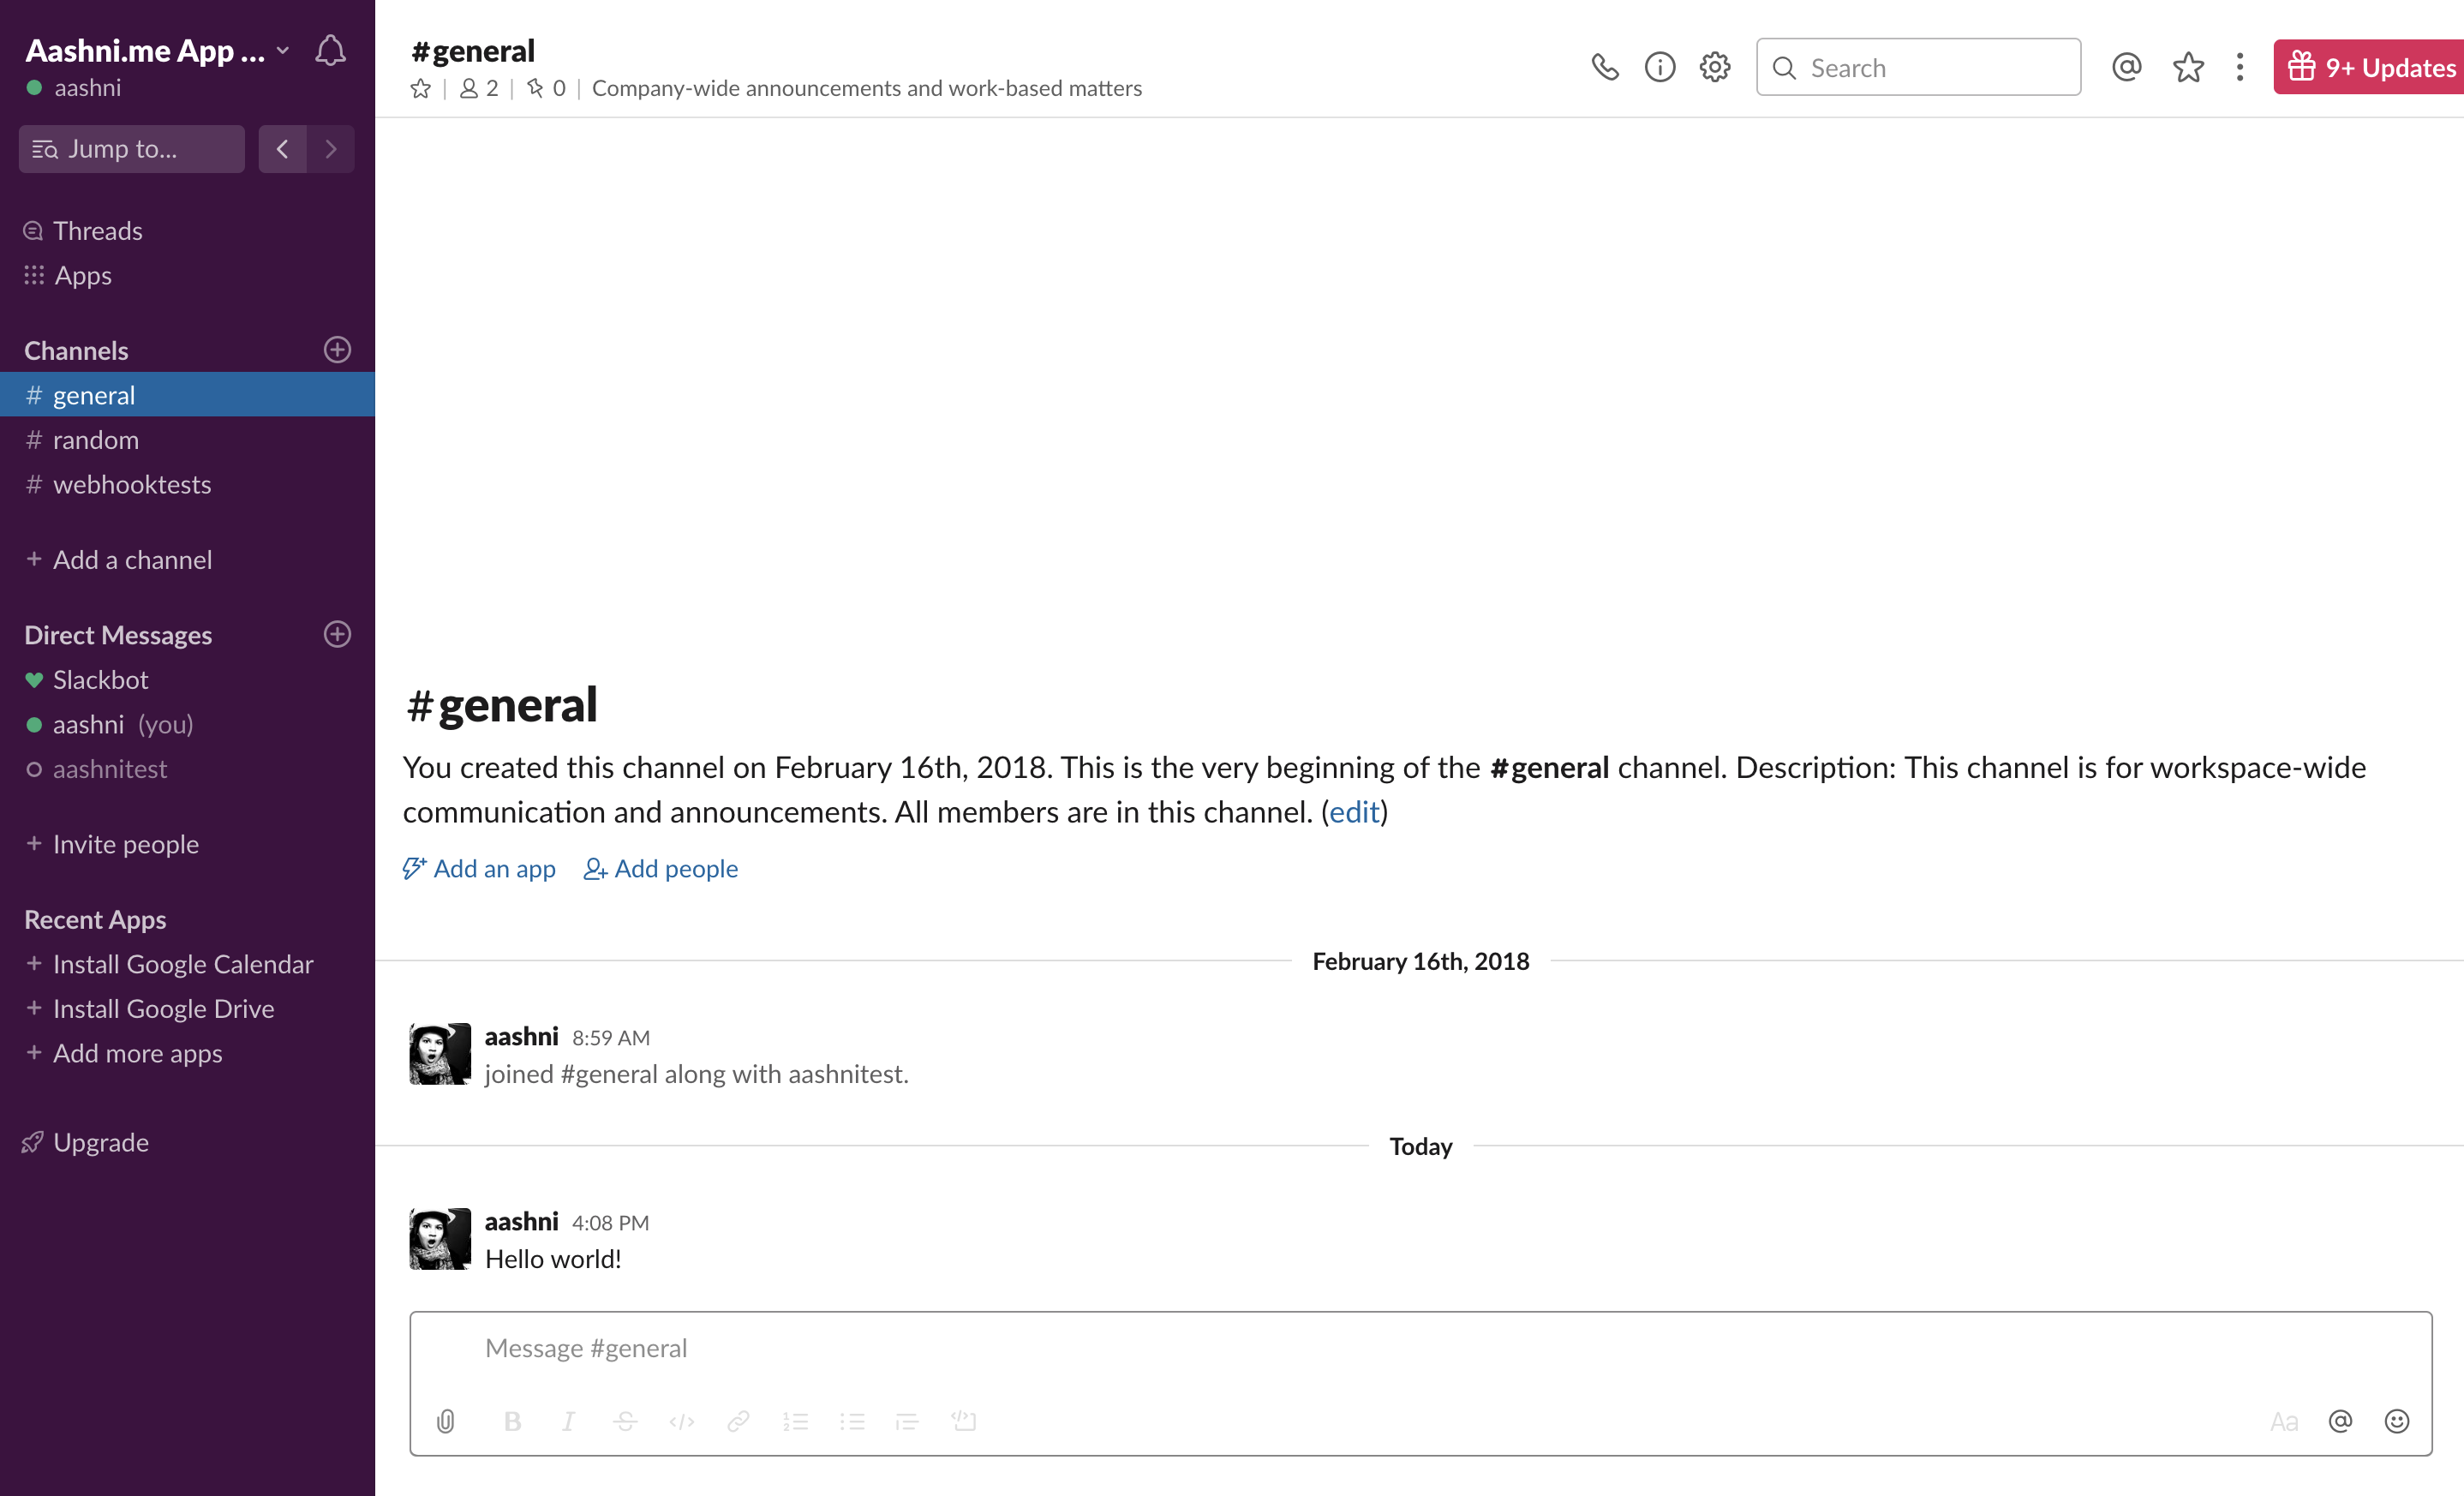 Aashni.me App ...
aashni
Jump to...
Threads
Apps
Channels
# general
# random
# webhooktests
+ Add a channel
Direct Messages
Slackbot
aashni (you)
aashnitest
+ Invite people
Recent Apps
+ Install Google Calendar
+ Install Google Drive
+ Add more apps
Upgrade
#general
2 | 0 | Company-wide announcements and work-based matters
Search
9+ Updates
#general
You created this channel on February 16th, 2018. This is the very beginning of the #general channel. Description: This channel is for workspace-wide
communication and announcements. All members are in this channel. (edit)
Add an app Add people
February 16th, 2018
aashni 8:59 AM
joined #general along with aashnitest.
Today
aashni 4:08 PM
Hello world!
Message #general
B I S </> Aa @